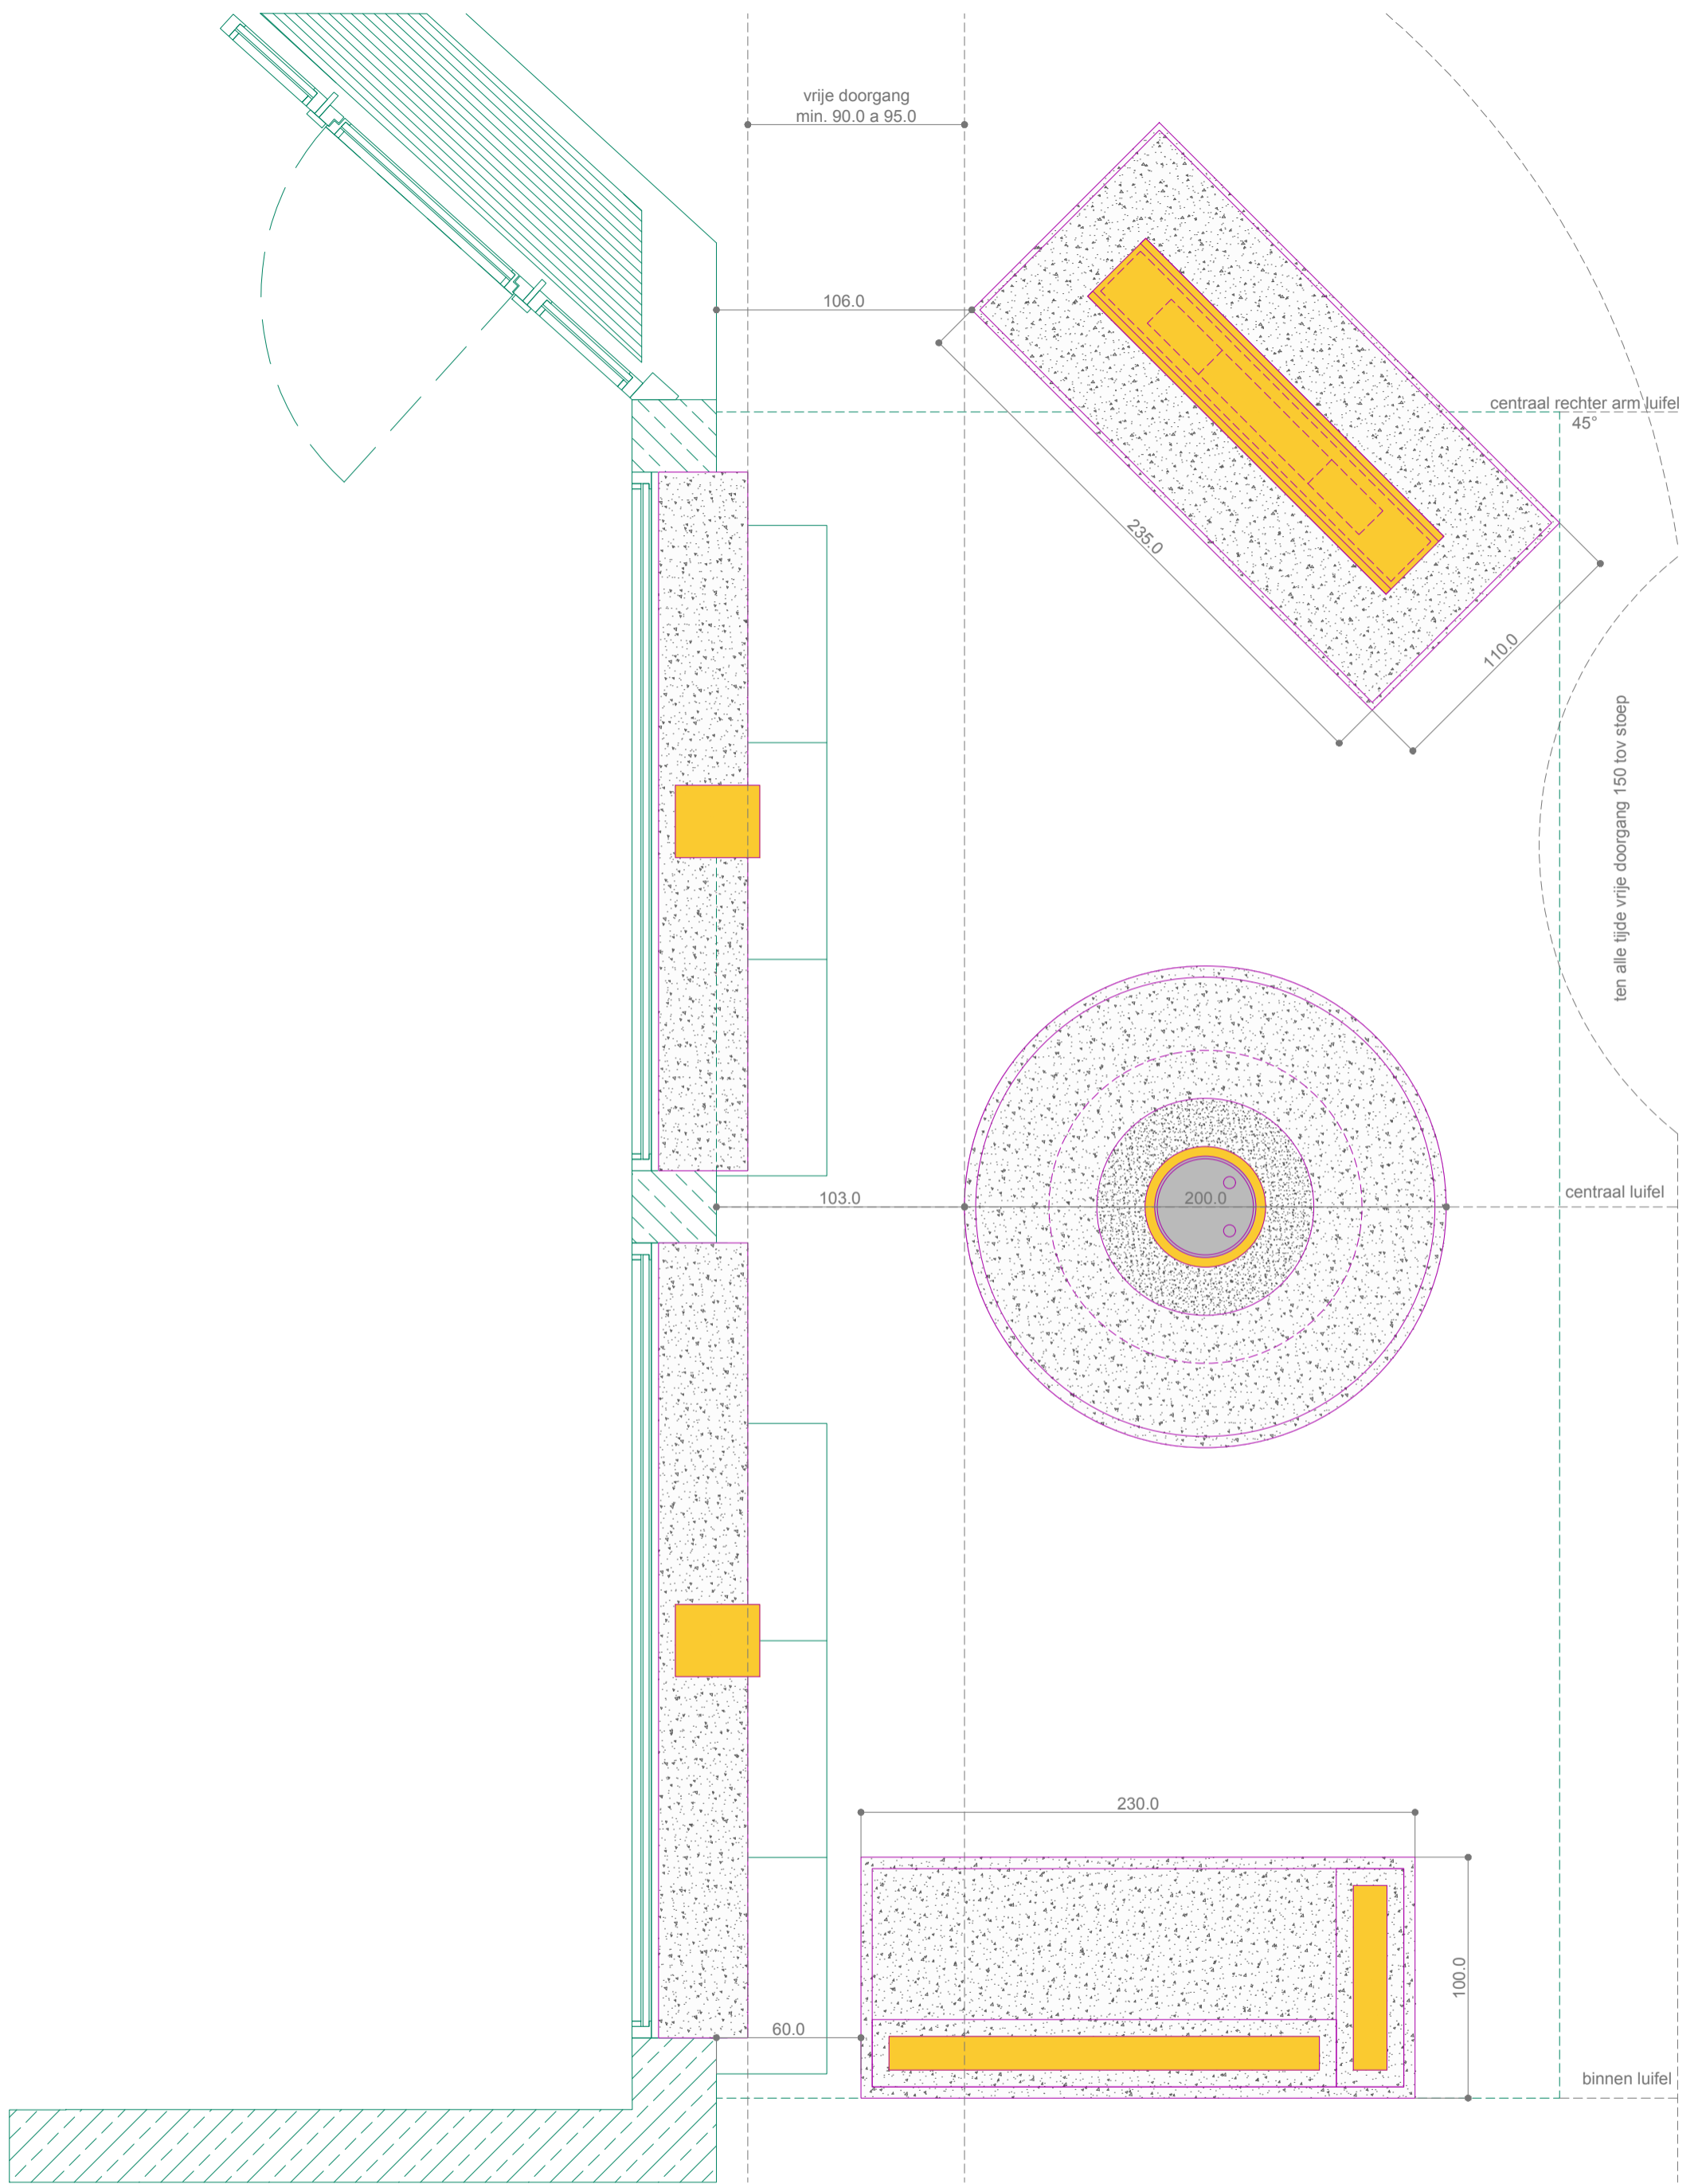 vrije doorgang
min. 90.0 a 95.0
106.0
centraal rechter arm luifel
45°
235.0
110.0
ten alle tijde vrije doorgang 150 tov stoep
103.0
200.0
centraal luifel
230.0
100.0
60.0
binnen luifel